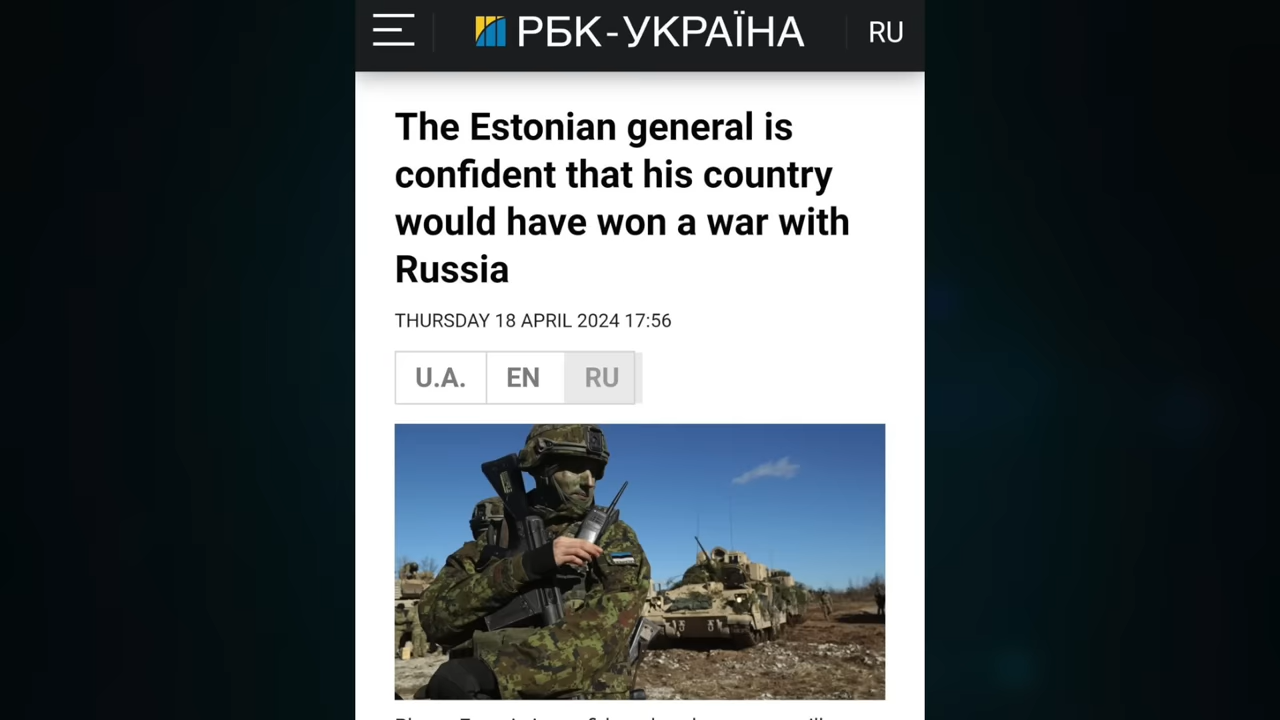 РБК-УКРАЇНА
RU
The Estonian general is
confident that his country
would have won a war with
Russia
THURSDAY 18 APRIL 2024 17:56
U.A. EN RU